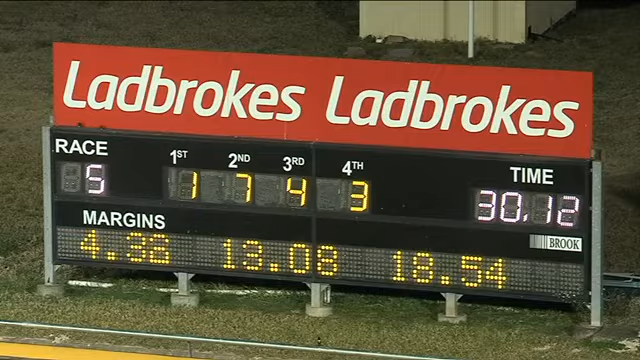 Ladbrokes Ladbrokes
RACE 1ST 2ND 3RD 4TH TIME
5 1 7 4 3 30.12
MARGINS BROOK
4.38 13.08 18.54